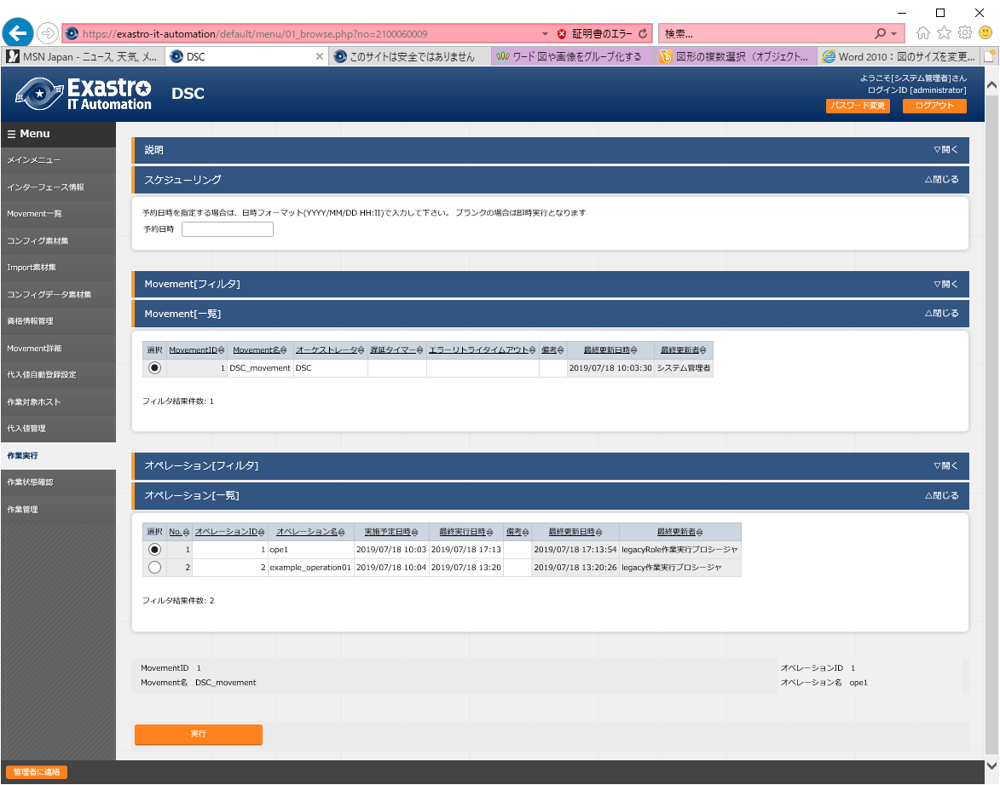 https://exastro-it-automation/default/menu/01_browse.php?no=2100060009 証明書のエラー 検索...
MSN Japan - ニュース, 天気, メ... DSC このサイトは安全ではありません ワード 図や画像をグループ化する 図形の複数選択（オブジェクト... Word 2010：図のサイズを変更...
Exastro IT Automation
DSC
ようこそ[システム管理者]さん
ログインID [administrator]
パスワード変更 ログアウト
Menu
メインメニュー
インターフェース情報
Movement一覧
コンフィグ素材集
Import素材集
コンフィグデータ素材集
資格情報管理
Movement詳細
代入値自動登録設定
作業対象ホスト
代入値管理
作業実行
作業状態確認
作業管理
説明 ▽開く
スケジューリング △閉じる
予約日時を指定する場合は、日時フォーマット(YYYY/MM/DD HH:II)で入力して下さい。 ブランクの場合は即時実行となります
予約日時
Movement[フィルタ] ▽開く
Movement[一覧] △閉じる
選択 MovementID Movement名 オーケストレータ 遅延タイマー エラーリトライタイムアウト 備考 最終更新日時 最終更新者
1 DSC_movement DSC 2019/07/18 10:03:30 システム管理者
フィルタ結果件数: 1
オペレーション[フィルタ] ▽開く
オペレーション[一覧] △閉じる
選択 No. オペレーションID オペレーション名 実施予定日時 最終実行日時 備考 最終更新日時 最終更新者
1 1 ope1 2019/07/18 10:03 2019/07/18 17:13 2019/07/18 17:13:54 legacyRole作業実行プロシージャ
2 2 example_operation01 2019/07/18 10:04 2019/07/18 13:20 2019/07/18 13:20:26 legacy作業実行プロシージャ
フィルタ結果件数: 2
MovementID 1 オペレーションID 1
Movement名 DSC_movement オペレーション名 ope1
実行
管理者に連絡